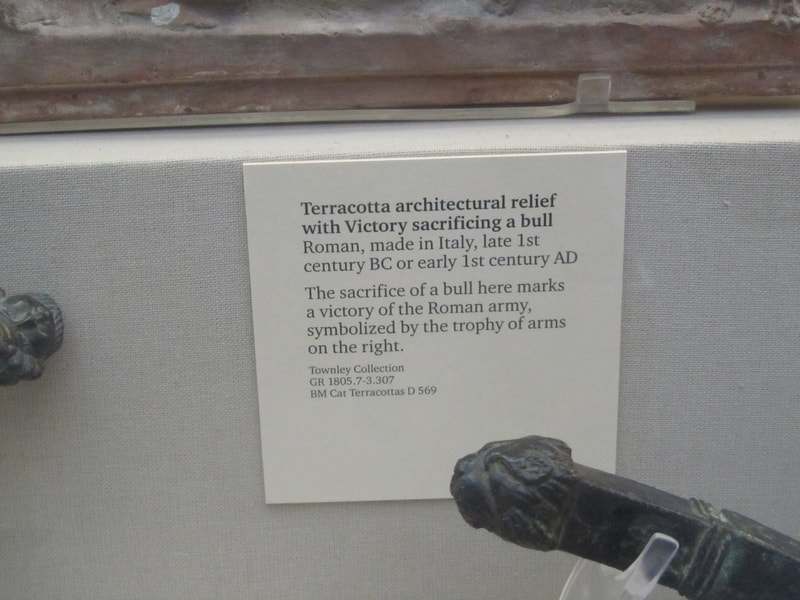 Terracotta architectural relief
with Victory sacrificing a bull
Roman, made in Italy, late 1st
century BC or early 1st century AD
The sacrifice of a bull here marks
a victory of the Roman army,
symbolized by the trophy of arms
on the right.
Townley Collection
GR 1805.7-3.307
BM Cat Terracottas D 569